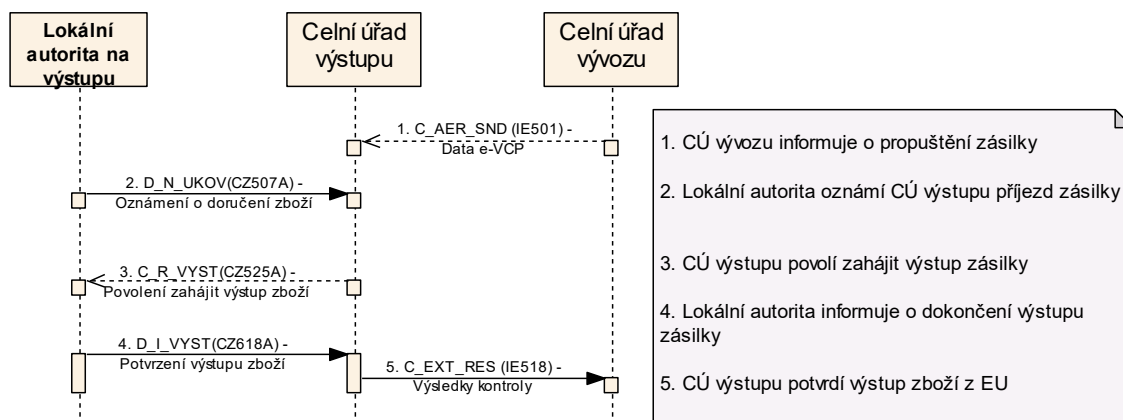 Lokální
autorita na
výstupu
Celní úřad
výstupu
Celní úřad
vývozu
1. C_AER_SND (IE501) -
Data e-VCP
2. D_N_UKOV(CZ507A) -
Oznámení o doručení zboží
3. C_R_VYST(CZ525A) -
Povolení zahájit výstup zboží
4. D_I_VYST(CZ618A) -
Potvrzení výstupu zboží
5. C_EXT_RES (IE518) -
Výsledky kontroly
1. CÚ vývozu informuje o propuštění zásilky
2. Lokální autorita oznámí CÚ výstupu příjezd zásilky
3. CÚ výstupu povolí zahájit výstup zásilky
4. Lokální autorita informuje o dokončení výstupu
zásilky
5. CÚ výstupu potvrdí výstup zboží z EU